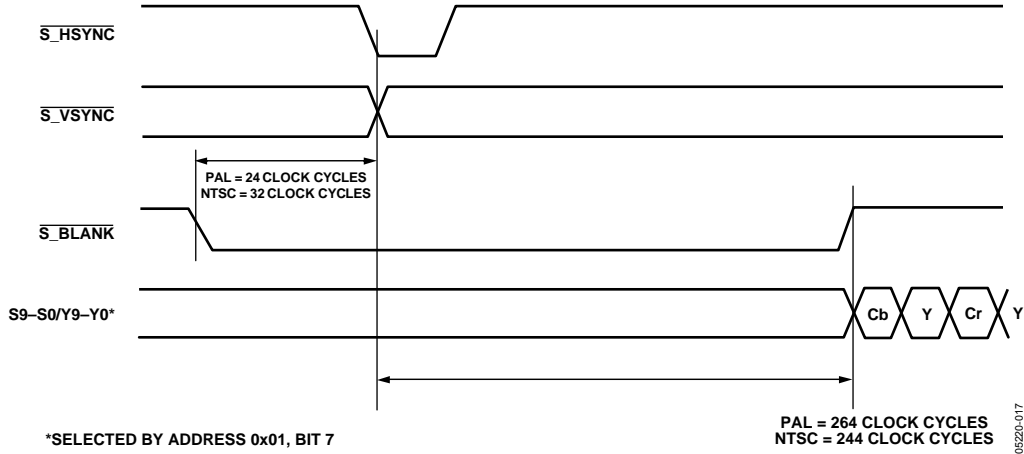 S_HSYNC
S_VSYNC
PAL = 24 CLOCK CYCLES
NTSC = 32 CLOCK CYCLES
S_BLANK
S9–S0/Y9–Y0*
Cb Y Cr Y
PAL = 264 CLOCK CYCLES
NTSC = 244 CLOCK CYCLES
*SELECTED BY ADDRESS 0x01, BIT 7
05220-017